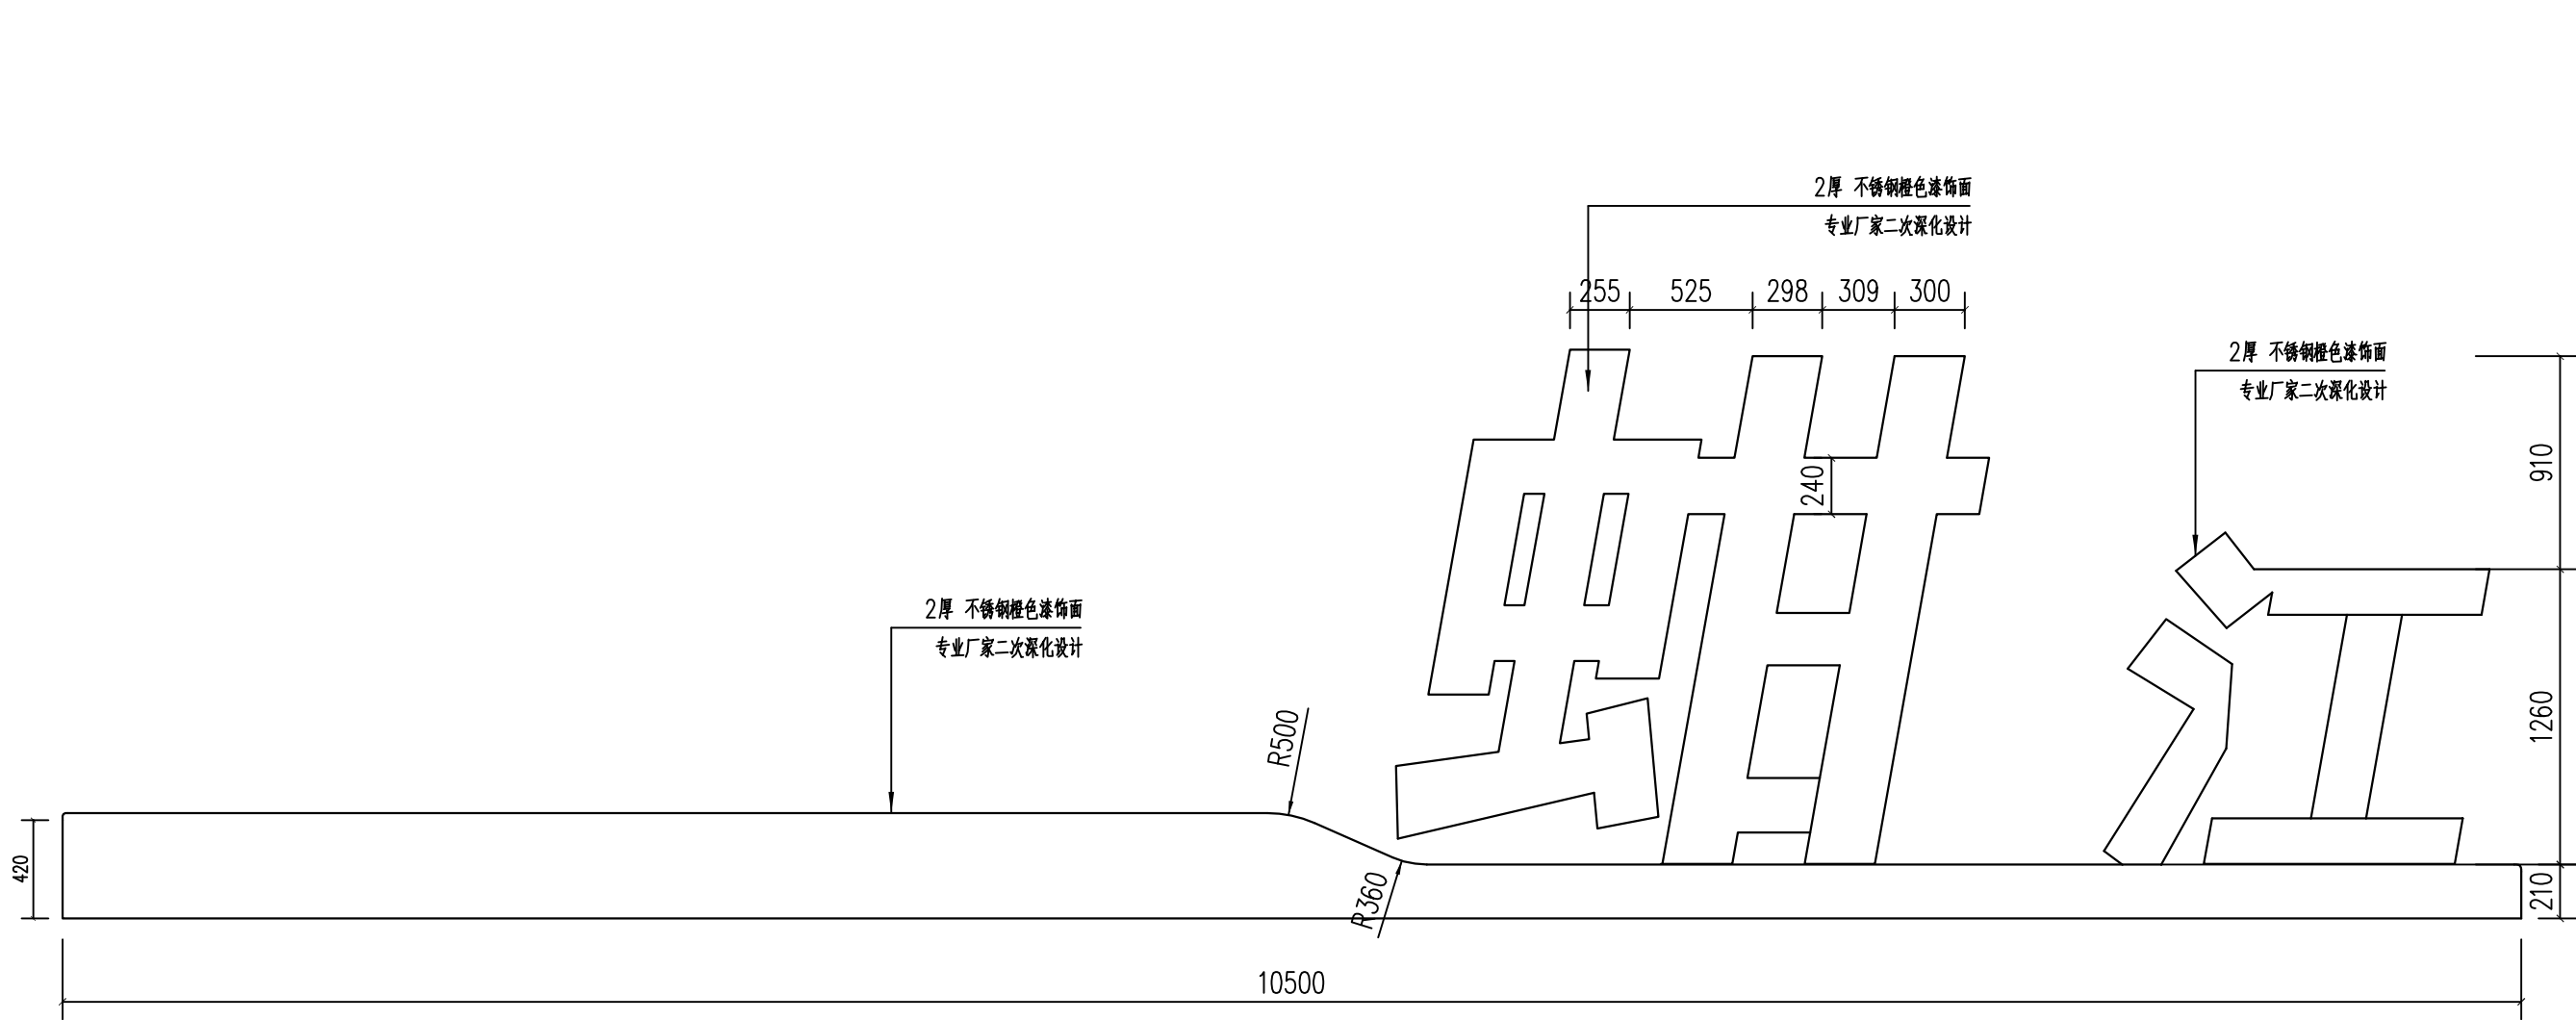 2厚 不锈钢橙色漆饰面
专业厂家二次深化设计
255 525 298 309 300
2厚 不锈钢橙色漆饰面
专业厂家二次深化设计
910
240
蚶江
2厚 不锈钢橙色漆饰面
专业厂家二次深化设计
1260
R500
420
R360
210
10500